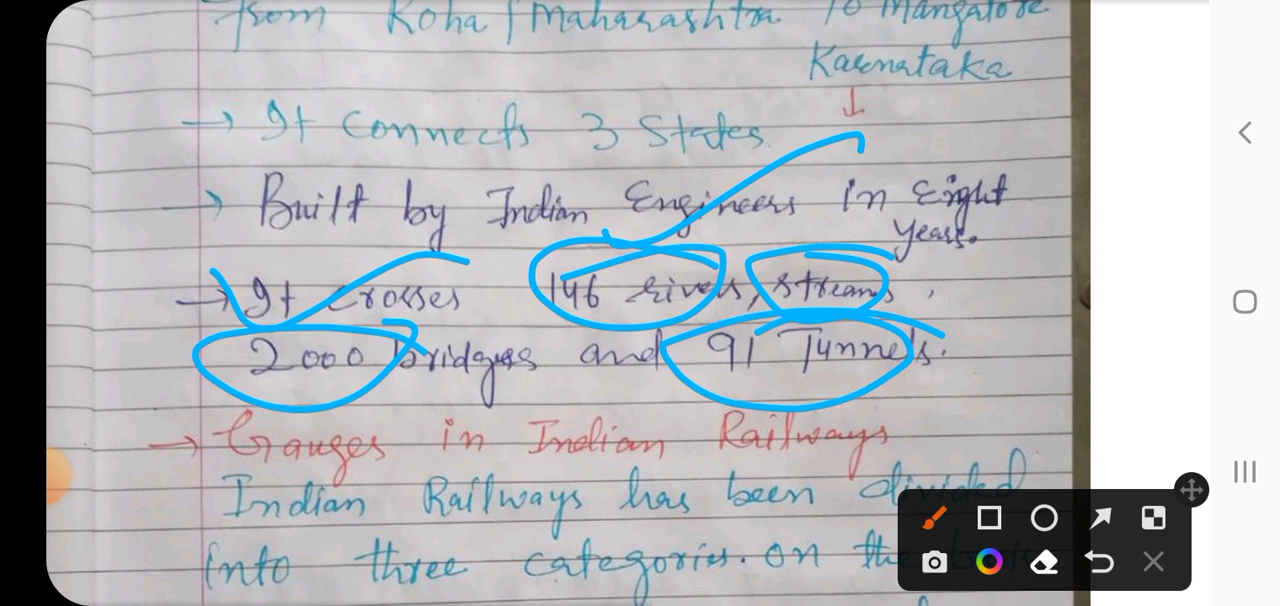 from Roha | Maharashtra To Mangalore
Karnataka
→ It connects 3 States.
→ Built by Indian Engineers in Eight
Years.
→ It crosses 146 rivers, streams,
2000 bridges and 91 Tunnels.
→ Gauges in Indian Railways
Indian Railways has been divided
into three categories. on the